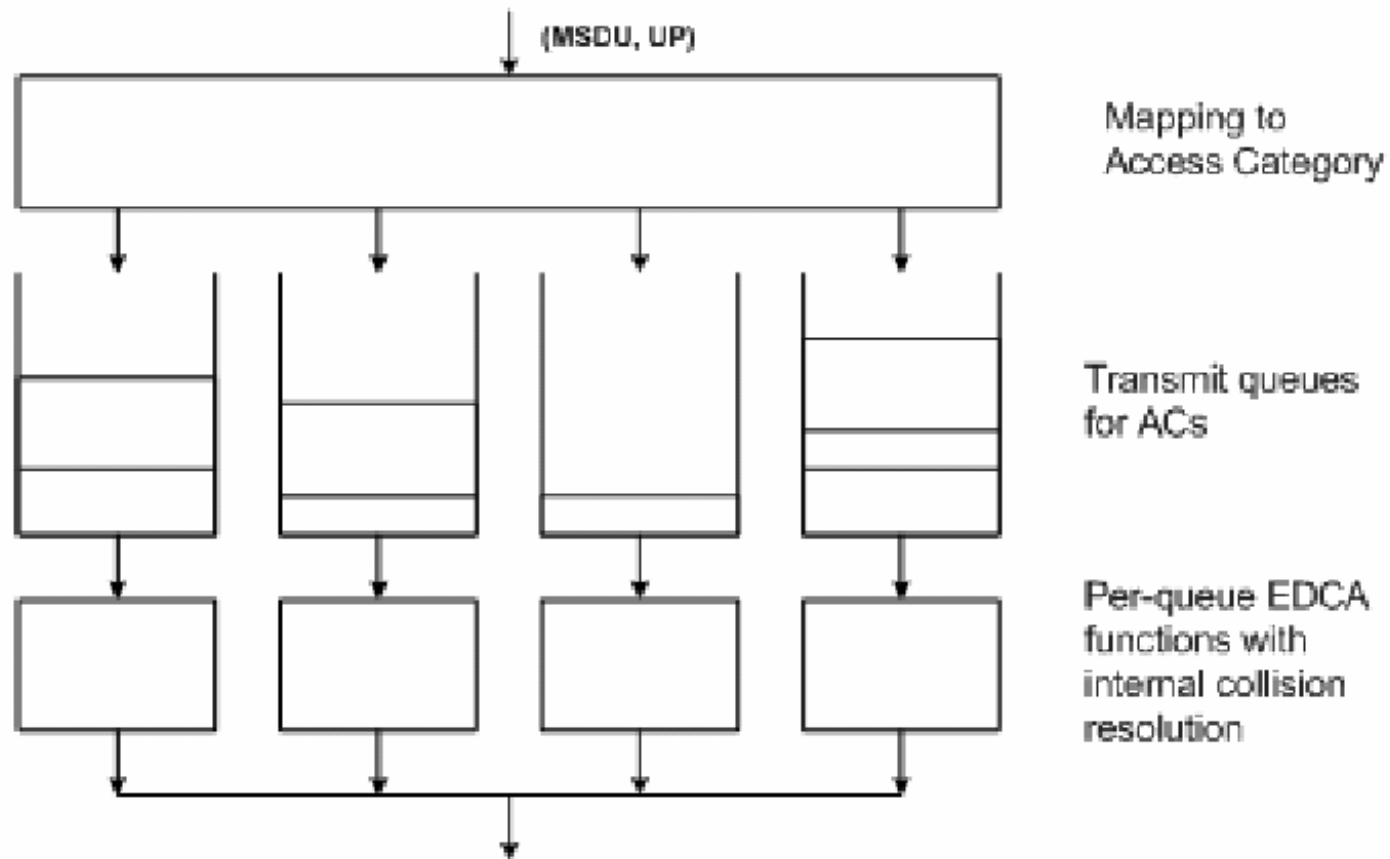 (MSDU, UP)
Mapping to
Access Category
Transmit queues
for ACs
Per-queue EDCA
functions with
internal collision
resolution